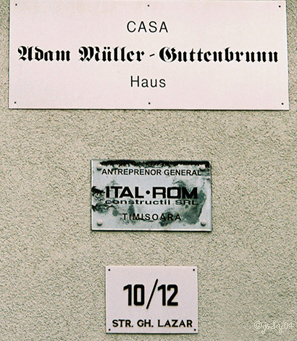 CASA
Adam Müller-Guttenbrunn
Haus
ANTREPRENOR GENERAL
ITAL·ROM
constructii SRL
TIMISOARA
10/12
STR. GH. LAZAR